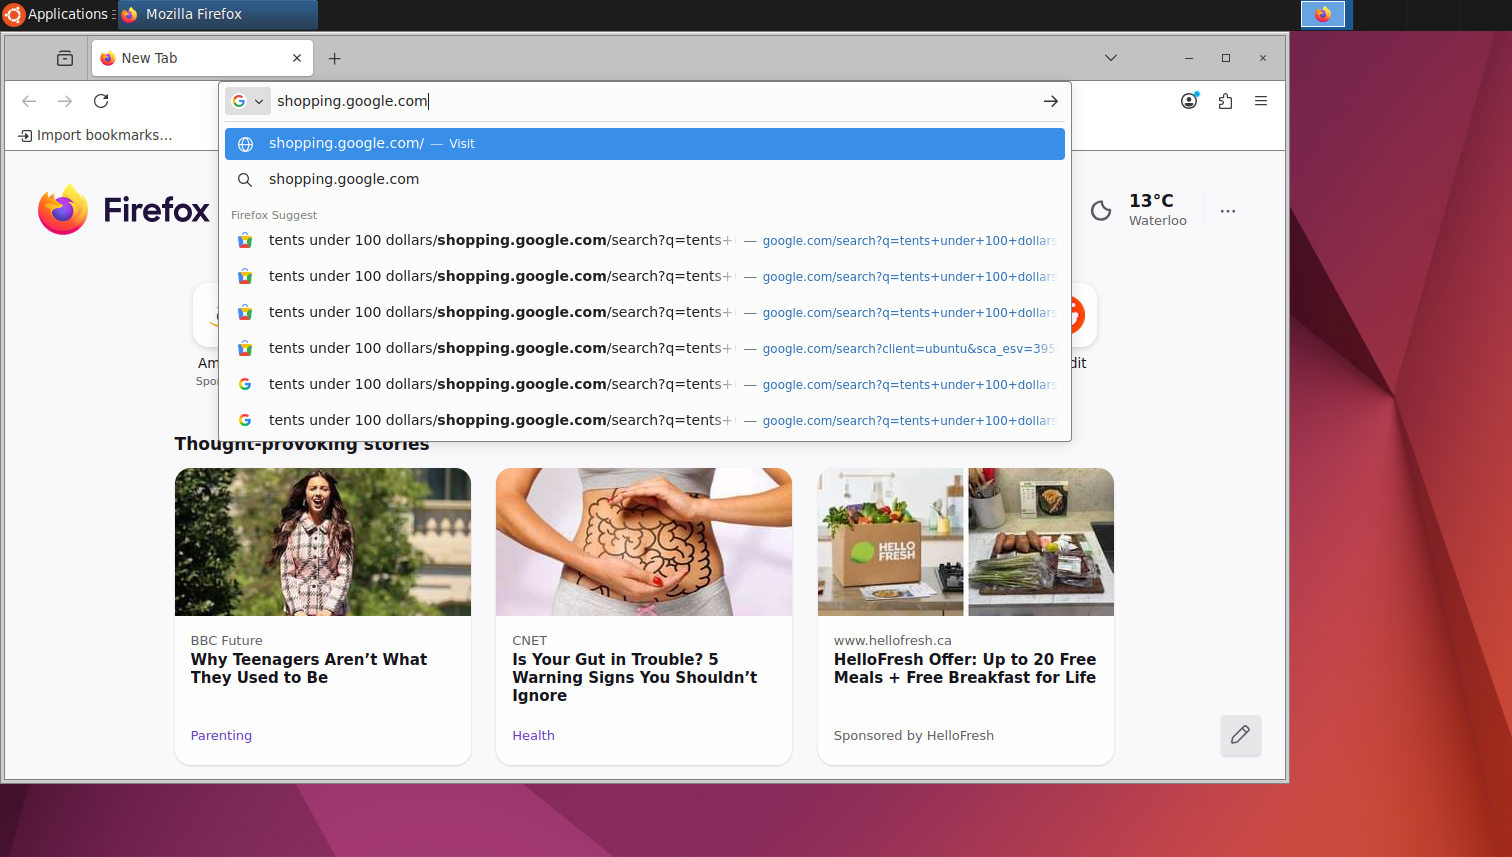 Applications
Mozilla Firefox
New Tab
shopping.google.com
Import bookmarks...
shopping.google.com/ — Visit
shopping.google.com
Firefox Suggest
tents under 100 dollars/shopping.google.com/search?q=tents+ — google.com/search?q=tents+under+100+dollars
tents under 100 dollars/shopping.google.com/search?q=tents+ — google.com/search?q=tents+under+100+dollars
tents under 100 dollars/shopping.google.com/search?q=tents+ — google.com/search?q=tents+under+100+dollars
tents under 100 dollars/shopping.google.com/search?q=tents+ — google.com/search?client=ubuntu&sca_esv=395
tents under 100 dollars/shopping.google.com/search?q=tents+ — google.com/search?q=tents+under+100+dollars
tents under 100 dollars/shopping.google.com/search?q=tents+ — google.com/search?q=tents+under+100+dollars
Firefox
13°C
Waterloo
Am
Spo
dit
Thought-provoking stories
HELLO
FRESH
BBC Future
Why Teenagers Aren't What
They Used to Be
Parenting
CNET
Is Your Gut in Trouble? 5
Warning Signs You Shouldn't
Ignore
Health
www.hellofresh.ca
HelloFresh Offer: Up to 20 Free
Meals + Free Breakfast for Life
Sponsored by HelloFresh